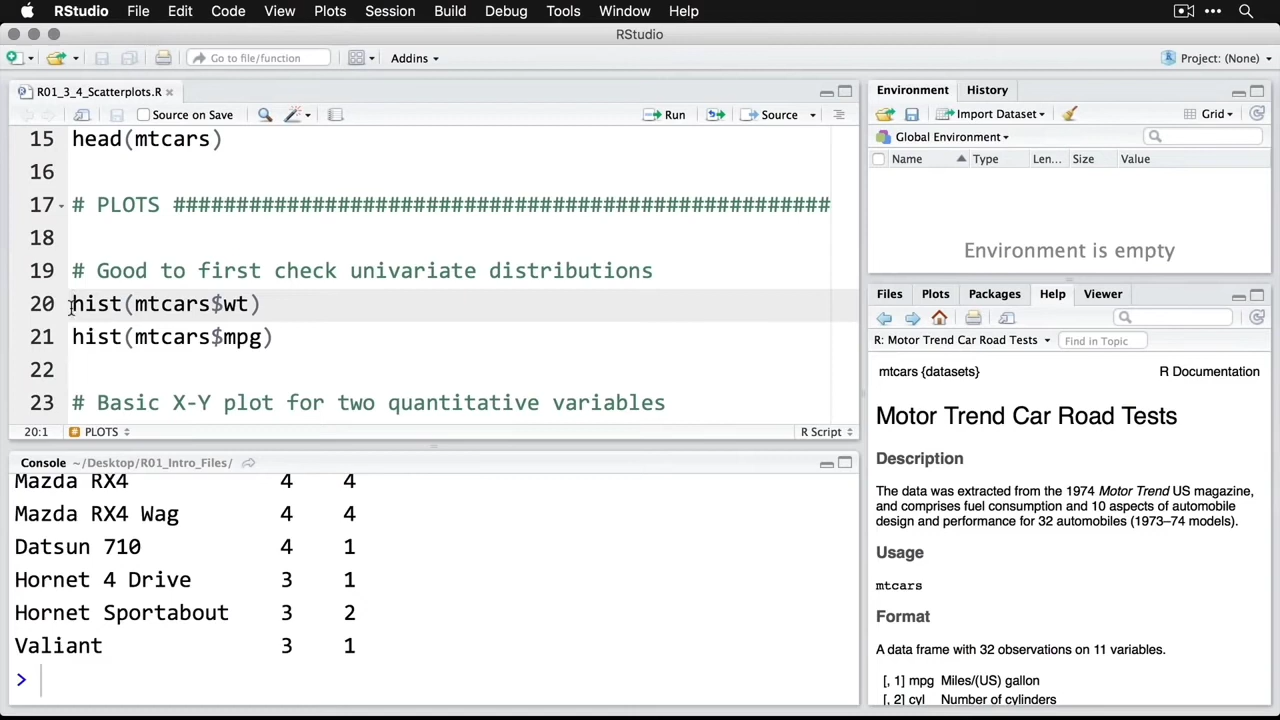 RStudio File Edit Code View Plots Session Build Debug Tools Window Help
RStudio
Go to file/function Addins Project: (None)
R01_3_4_Scatterplots.R
Source on Save Run Source
15 head(mtcars)
16
17 # PLOTS ####################################################
18
19 # Good to first check univariate distributions
20 hist(mtcars$wt)
21 hist(mtcars$mpg)
22
23 # Basic X-Y plot for two quantitative variables
20:1 PLOTS R Script
Console ~/Desktop/R01_Intro_Files/
Mazda RX4 4 4
Mazda RX4 Wag 4 4
Datsun 710 4 1
Hornet 4 Drive 3 1
Hornet Sportabout 3 2
Valiant 3 1
>
Environment History
Import Dataset Grid
Global Environment
Name Type Len... Size Value
Environment is empty
Files Plots Packages Help Viewer
R: Motor Trend Car Road Tests Find in Topic
mtcars {datasets} R Documentation
Motor Trend Car Road Tests
Description
The data was extracted from the 1974 Motor Trend US magazine,
and comprises fuel consumption and 10 aspects of automobile
design and performance for 32 automobiles (1973–74 models).
Usage
mtcars
Format
A data frame with 32 observations on 11 variables.
[, 1] mpg Miles/(US) gallon
[, 2] cyl Number of cylinders